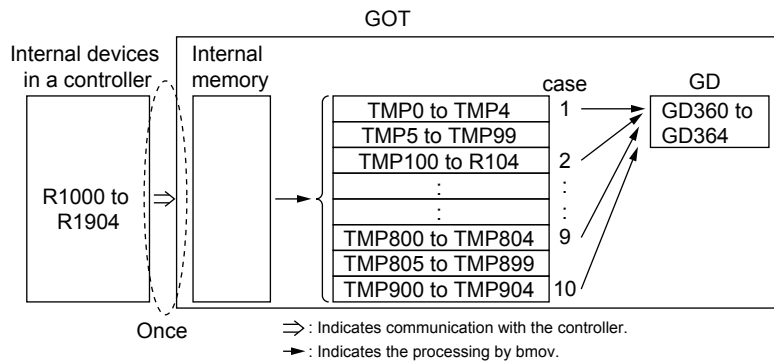 GOT
Internal devices
in a controller
Internal
memory
case
GD
R1000 to
R1904
TMP0 to TMP4
1
GD360 to
GD364
TMP5 to TMP99
TMP100 to R104
2
:
:
:
:
TMP800 to TMP804
9
TMP805 to TMP899
TMP900 to TMP904
10
Once
: Indicates communication with the controller.
: Indicates the processing by bmov.